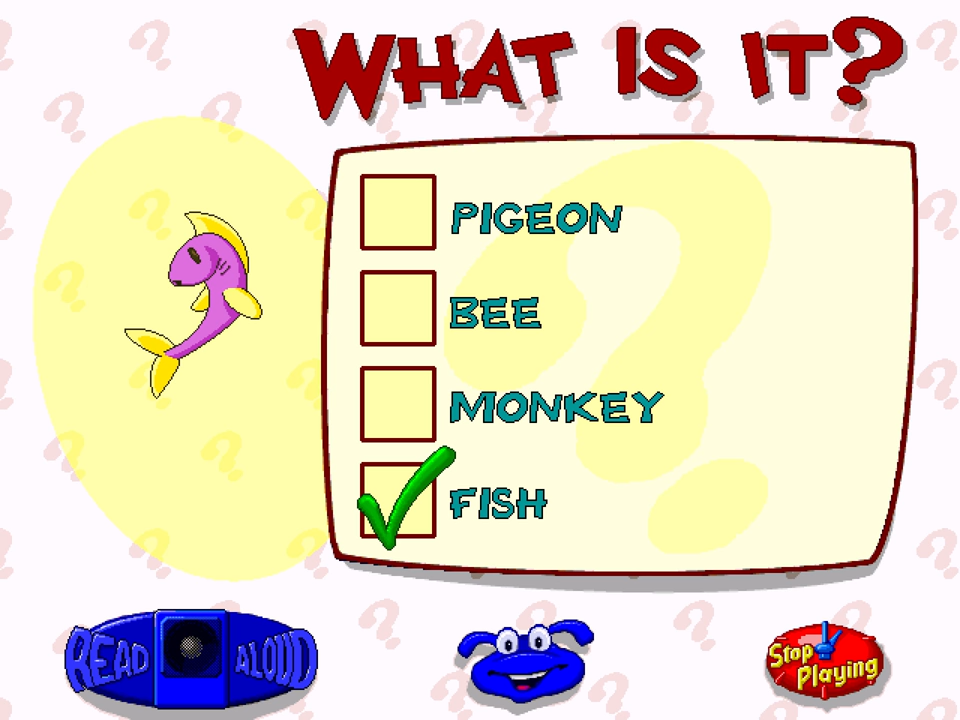 WHAT IS IT?
PIGEON
BEE
MONKEY
FISH
READ ALOUD
Stop
Playing